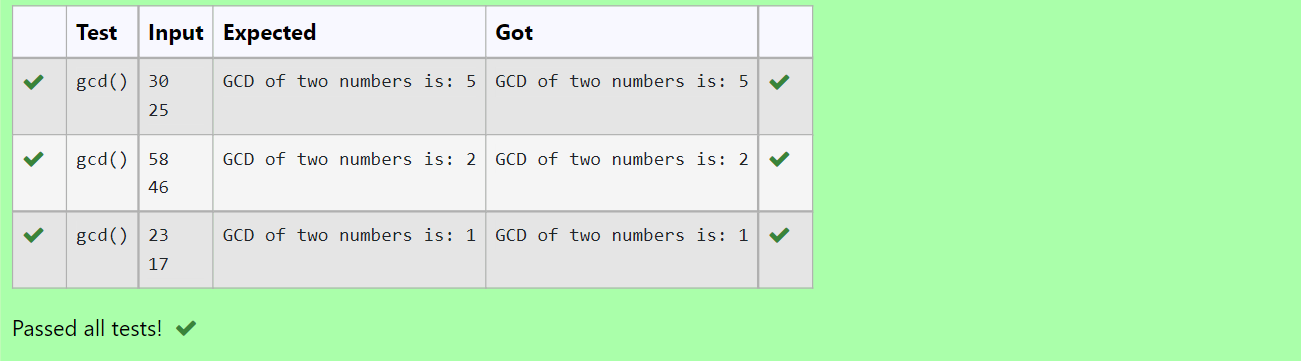 Test Input Expected Got
gcd() 30 GCD of two numbers is: 5 GCD of two numbers is: 5
25
gcd() 58 GCD of two numbers is: 2 GCD of two numbers is: 2
46
gcd() 23 GCD of two numbers is: 1 GCD of two numbers is: 1
17
Passed all tests!